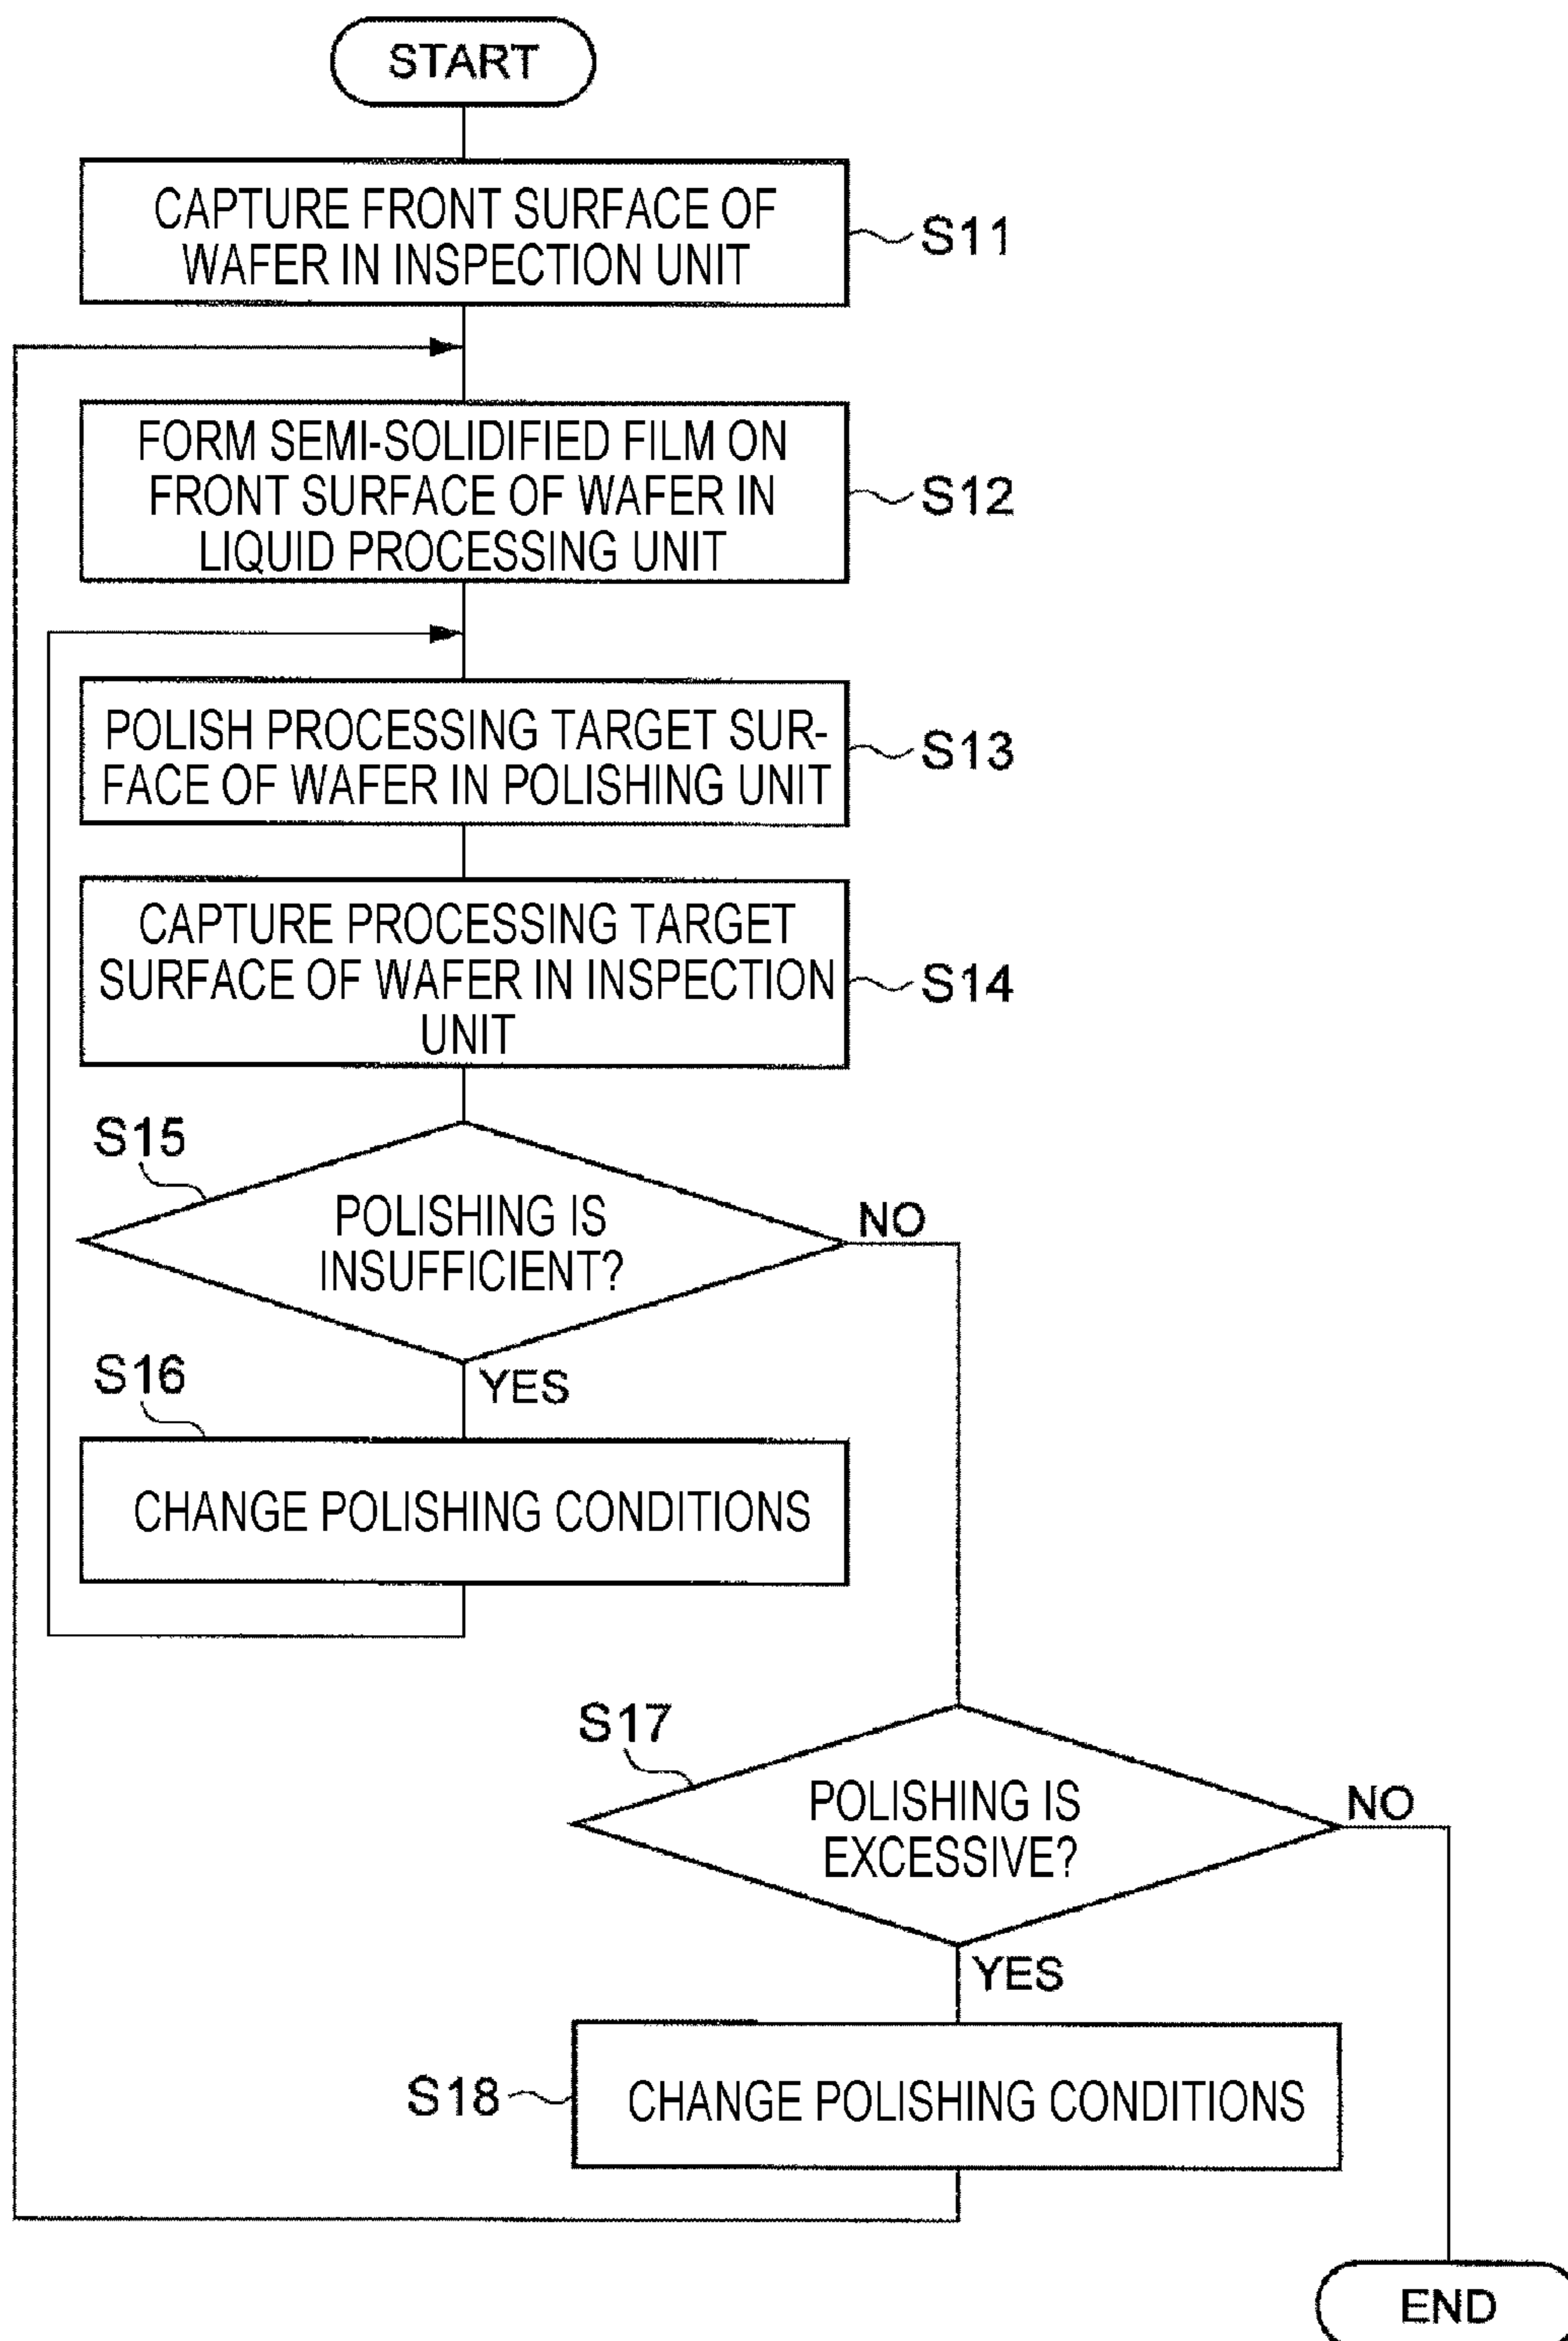 START
CAPTURE FRONT SURFACE OF
WAFER IN INSPECTION UNIT
S11
FORM SEMI-SOLIDIFIED FILM ON
FRONT SURFACE OF WAFER IN
LIQUID PROCESSING UNIT
S12
POLISH PROCESSING TARGET SUR-
FACE OF WAFER IN POLISHING UNIT
S13
CAPTURE PROCESSING TARGET
SURFACE OF WAFER IN INSPECTION
UNIT
S14
S15
POLISHING IS
INSUFFICIENT?
NO
YES
S16
CHANGE POLISHING CONDITIONS
S17
POLISHING IS
EXCESSIVE?
NO
YES
S18
CHANGE POLISHING CONDITIONS
END